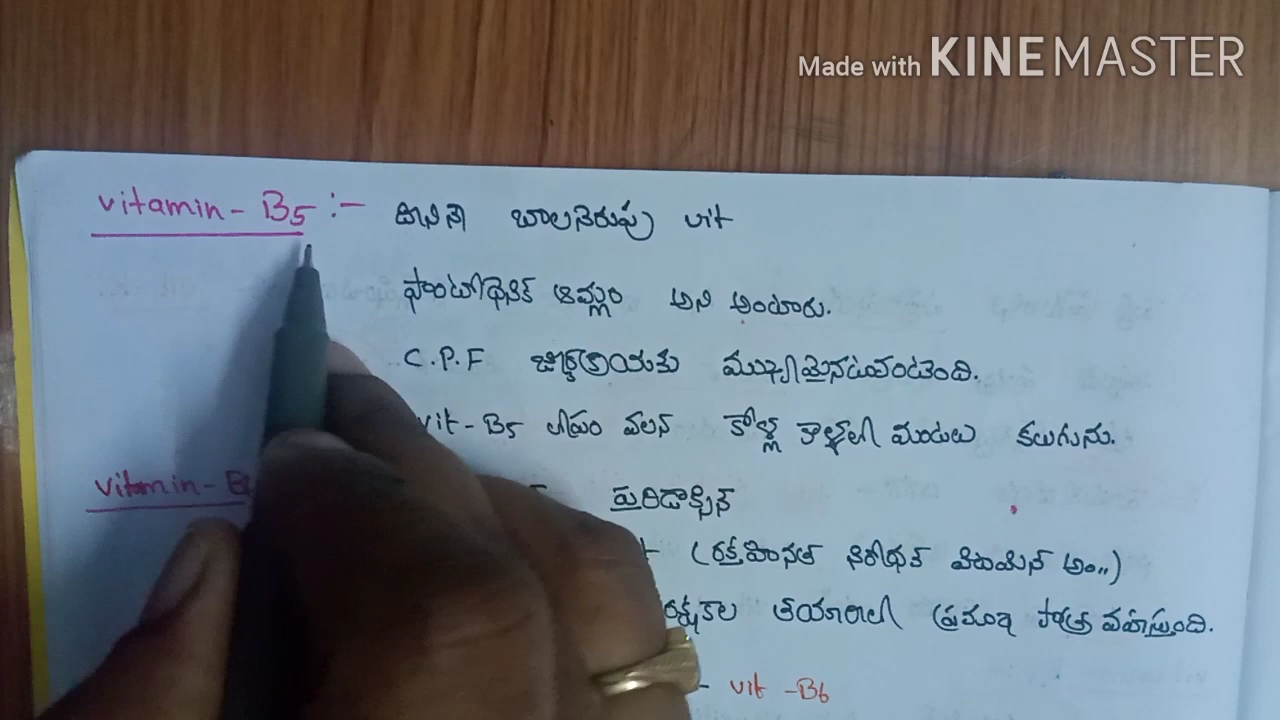 Made with KINEMASTER
vitamin - B5 :- దీనిని బాలనెరుపు vit
ఫాంటోథెనిక్ ఆమ్లం అని అంటారు.
C.P.F జీర్ణక్రియకు ముఖ్యమైనటువంటింది.
vit - B5 లోపం వలన కోళ్ల కాళ్ళలో మంటలు కలుగును.
vitamin - పైరిడాక్సిన్
(రక్తహీనత నిరోధక్ విటమిన్ అం..)
తయారీలో ప్రముఖ పాత్ర వహిస్తుంది.
- vit - B6